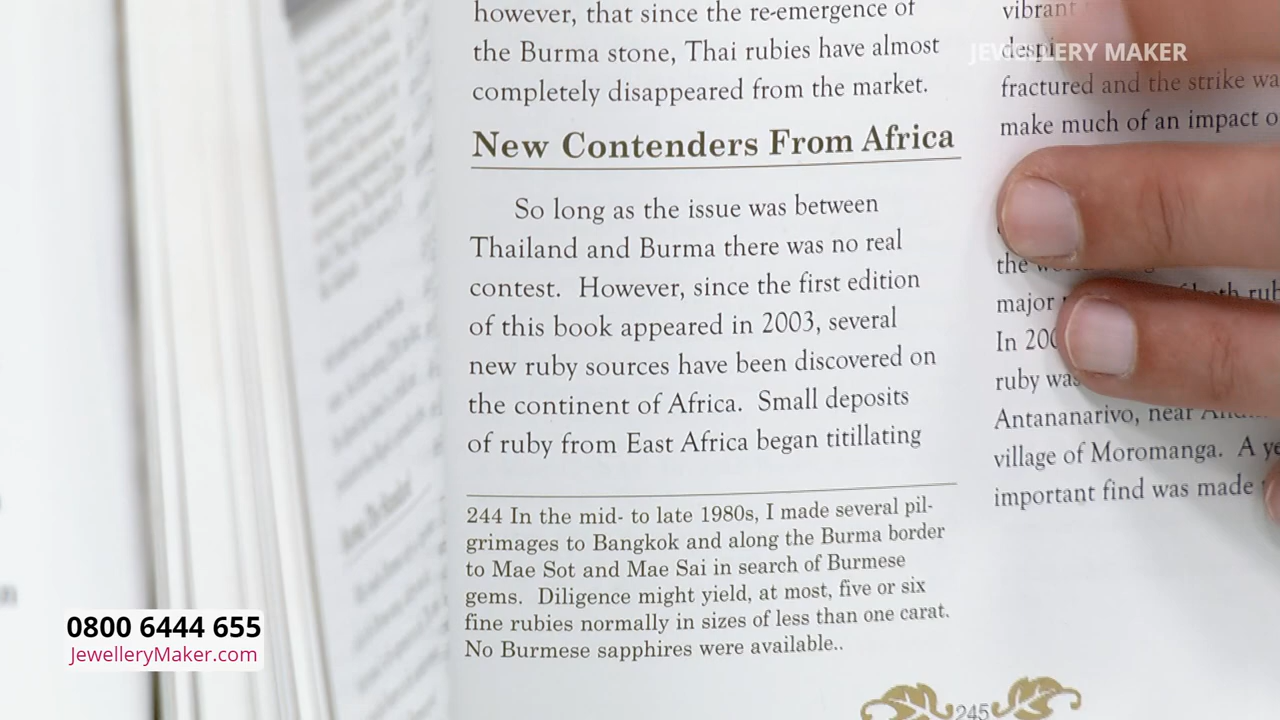 however, that since the re-emergence of
the Burma stone, Thai rubies have almost
completely disappeared from the market.
New Contenders From Africa
So long as the issue was between
Thailand and Burma there was no real
contest. However, since the first edition
of this book appeared in 2003, several
new ruby sources have been discovered on
the continent of Africa. Small deposits
of ruby from East Africa began titillating
244 In the mid- to late 1980s, I made several pil-
grimages to Bangkok and along the Burma border
to Mae Sot and Mae Sai in search of Burmese
gems. Diligence might yield, at most, five or six
fine rubies normally in sizes of less than one carat.
No Burmese sapphires were available..
245
vibrant
fractured and the strike
make much of an impact
the
major
In
ruby was
Antananarivo, near
village of Moromanga. A
important find was made
JEWELLERY MAKER
0800 6444 655
JewelleryMaker.com